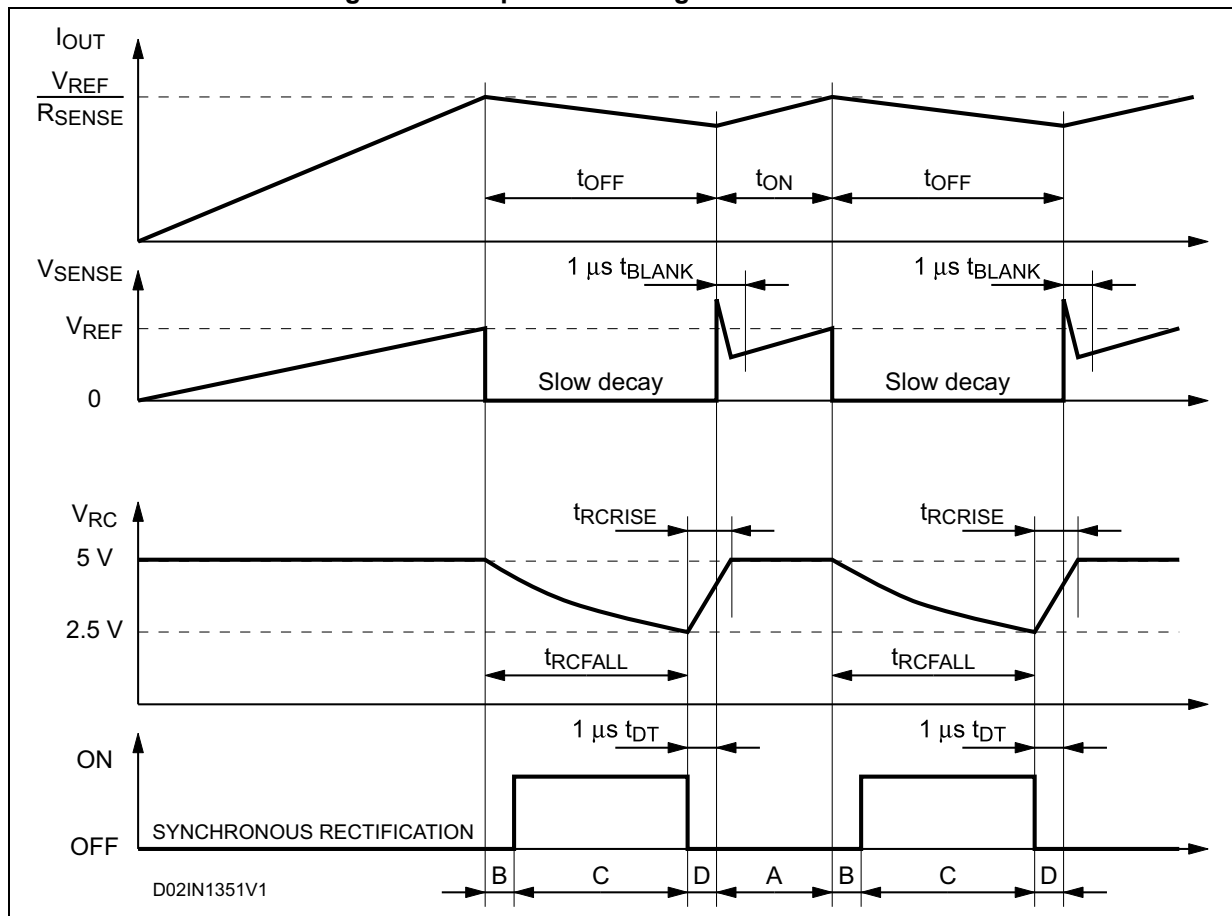 IOUT
VREF
RSENSE
tOFF tON tOFF
VSENSE
1 μs tBLANK 1 μs tBLANK
VREF
Slow decay Slow decay
0
VRC
tRCRISE tRCRISE
5 V
2.5 V
tRCFALL tRCFALL
1 μs tDT 1 μs tDT
ON
SYNCHRONOUS RECTIFICATION
OFF
B C D A B C D
D02IN1351V1